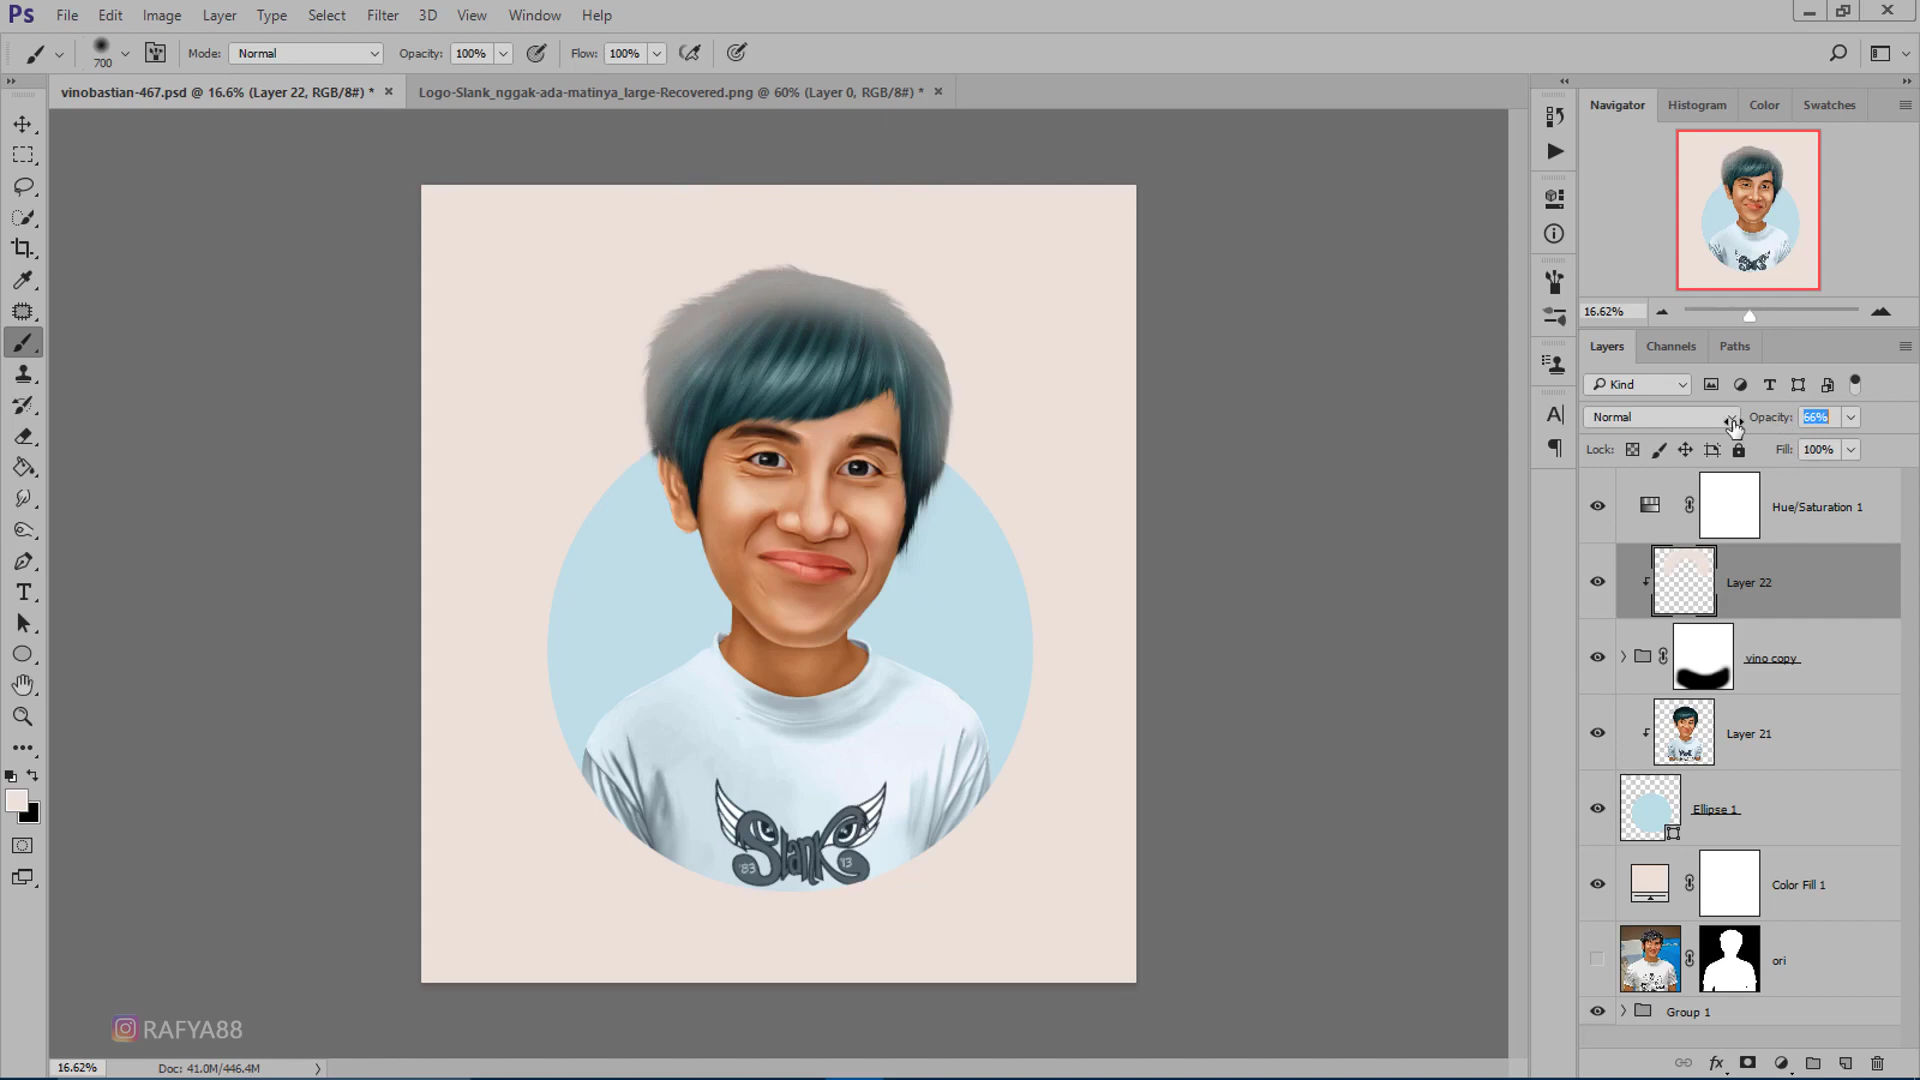 Ps File Edit Image Layer Type Select Filter 3D View Window Help
700 Mode: Normal Opacity: 100% Flow: 100%
vinobastian-467.psd @ 16.6% (Layer 22, RGB/8#) * Logo-Slank_nggak-ada-matinya_large-Recovered.png @ 60% (Layer 0, RGB/8#) *
Navigator Histogram Color Swatches
16.62%
Layers Channels Paths
Kind
Normal Opacity: 66%
Lock: Fill: 100%
Hue/Saturation 1
Layer 22
vino copy
Layer 21
Ellipse 1
Color Fill 1
ori
Group 1
Slank
'83 '13
RAFYA88
16.62% Doc: 41.0M/446.4M